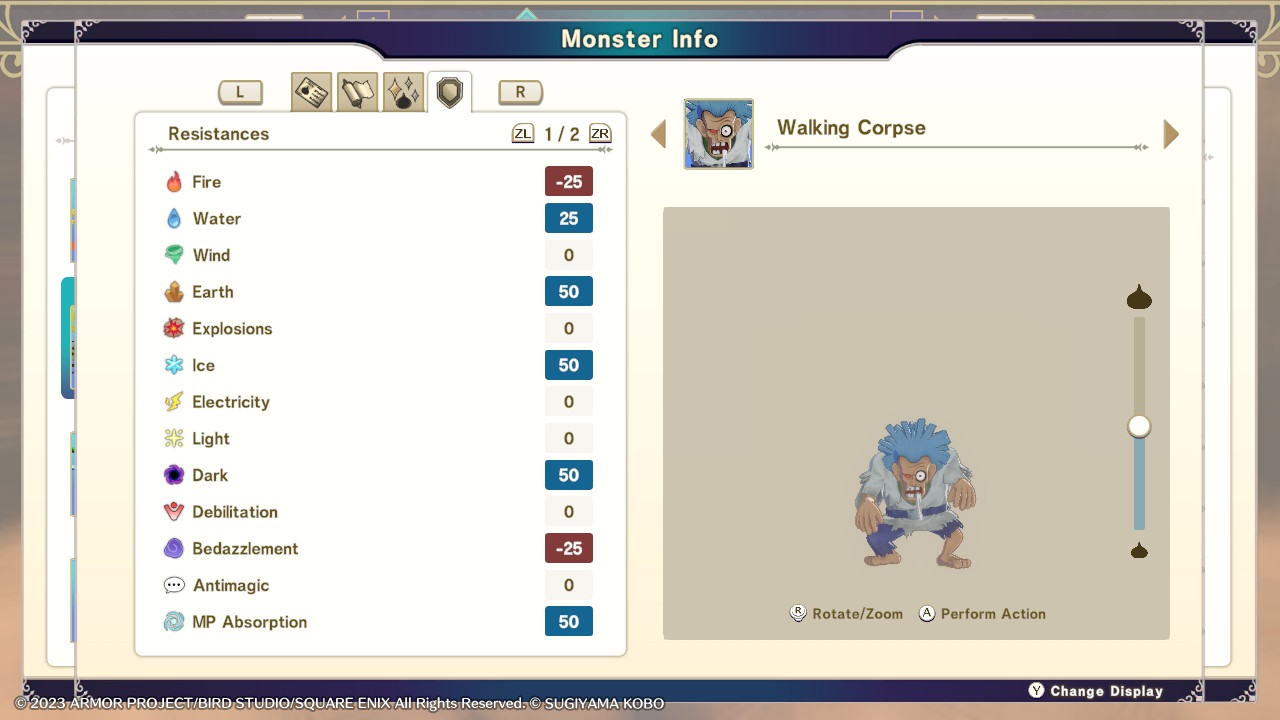 Monster Info
L
R
Resistances
ZL 1 / 2 ZR
Fire -25
Water 25
Wind 0
Earth 50
Explosions 0
Ice 50
Electricity 0
Light 0
Dark 50
Debilitation 0
Bedazzlement -25
Antimagic 0
MP Absorption 50
Walking Corpse
R Rotate/Zoom A Perform Action
Y Change Display
© 2023 ARMOR PROJECT/BIRD STUDIO/SQUARE ENIX All Rights Reserved. © SUGIYAMA KOBO